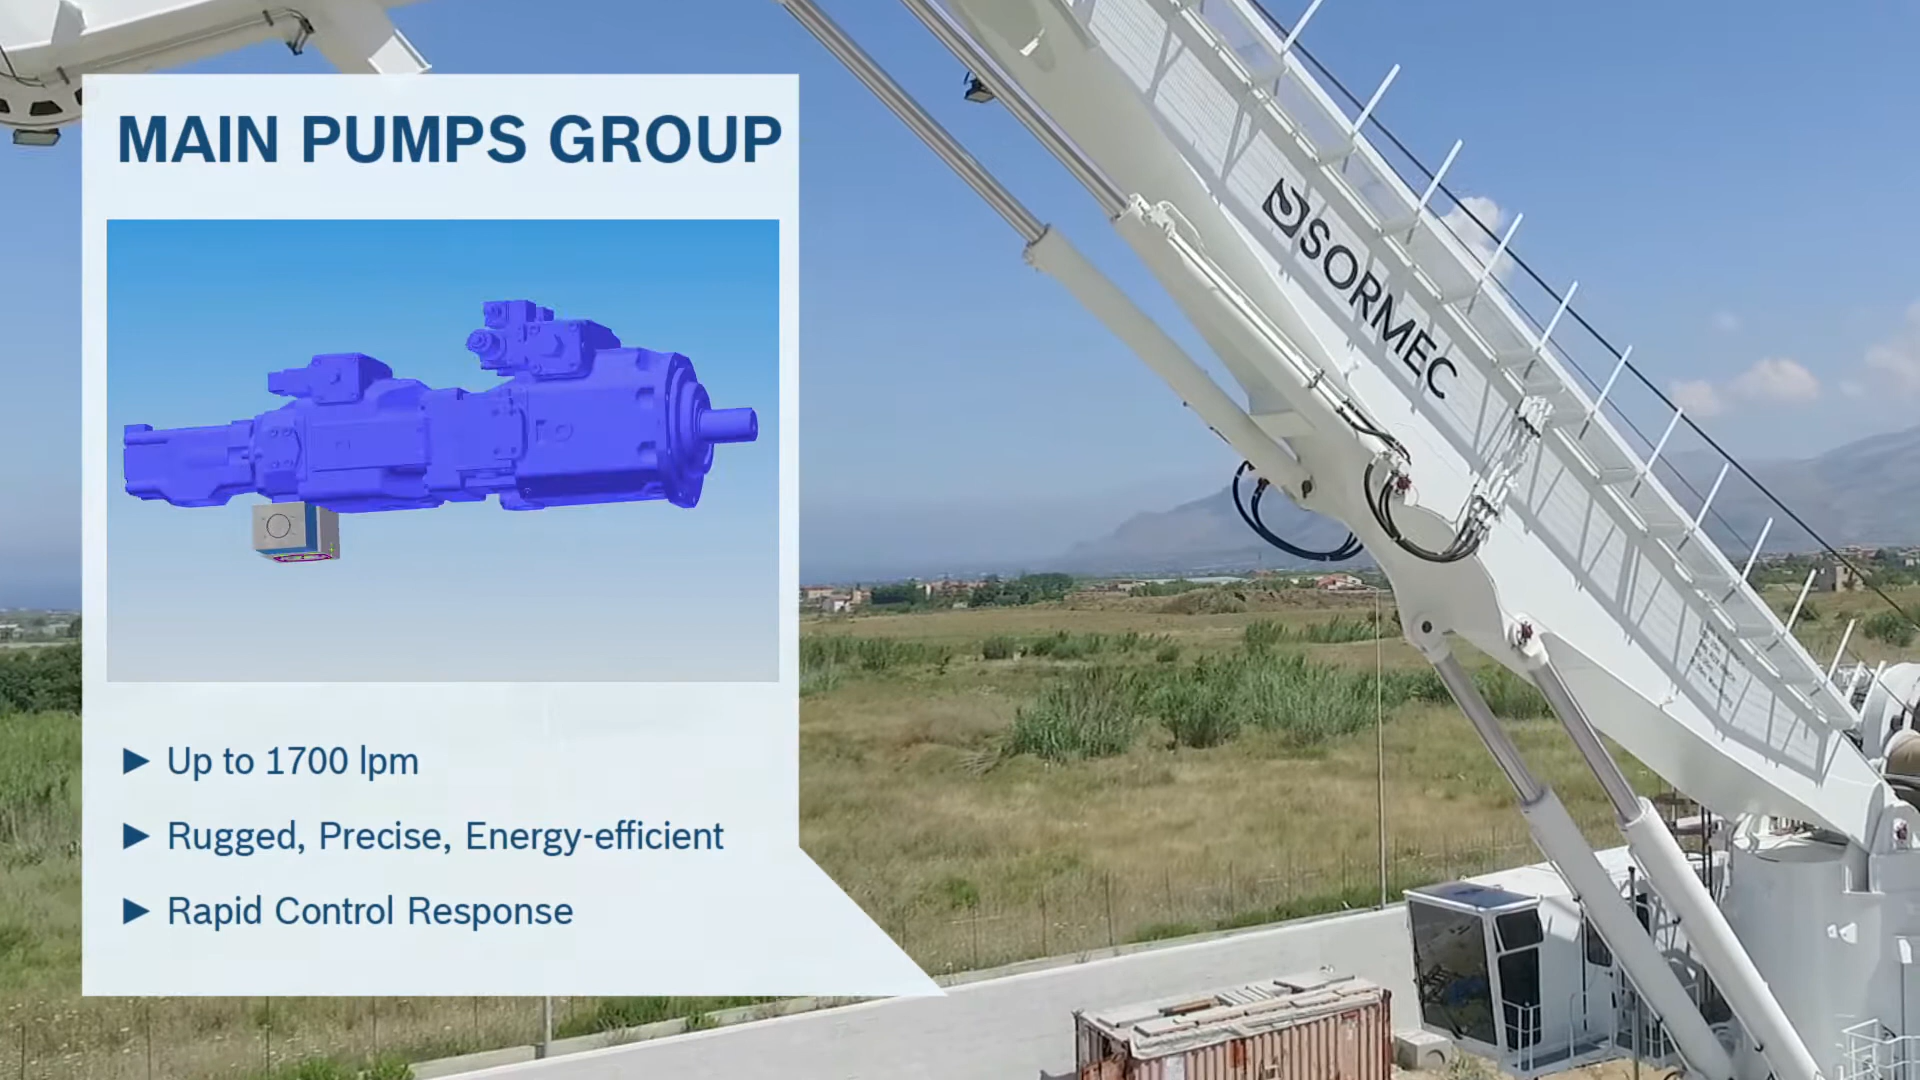 MAIN PUMPS GROUP
Up to 1700 lpm
Rugged, Precise, Energy-efficient
Rapid Control Response
SORMEC